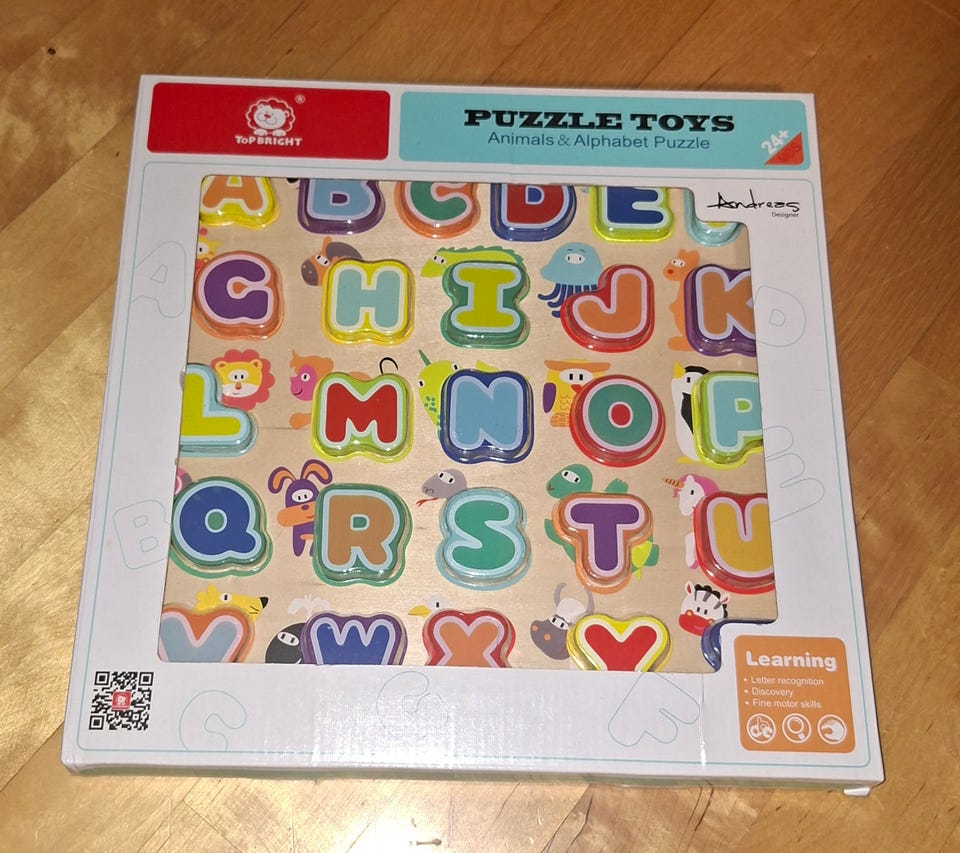 ToPBRIGHT®
PUZZLE TOYS
Animals & Alphabet Puzzle
24+
Andreas
Designer
A B C D E
G H I J K
L M N O P
Q R S T U
V W X Y
Learning
• Letter recognition
• Discovery
• Fine motor skills